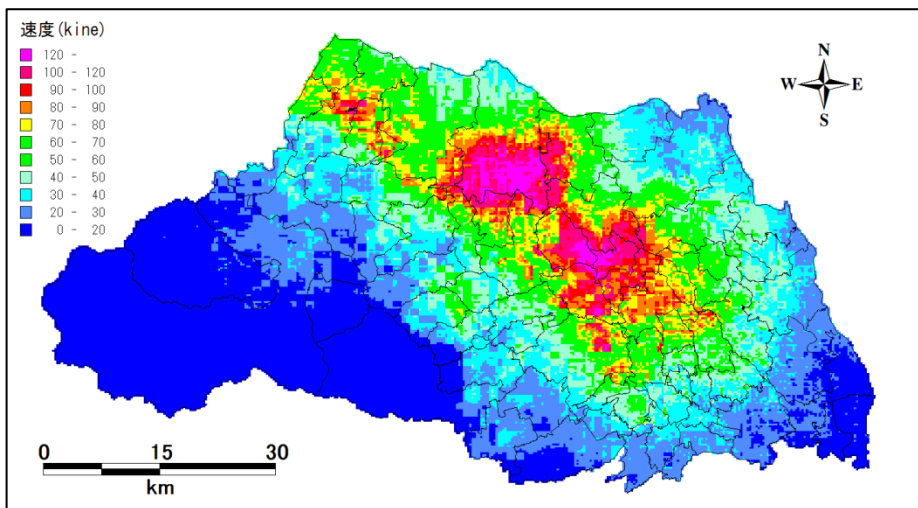 速度(kine)
120 -
100 - 120
90 - 100
80 - 90
70 - 80
60 - 70
50 - 60
40 - 50
30 - 40
20 - 30
0 - 20
N
W E
S
0 15 30
km